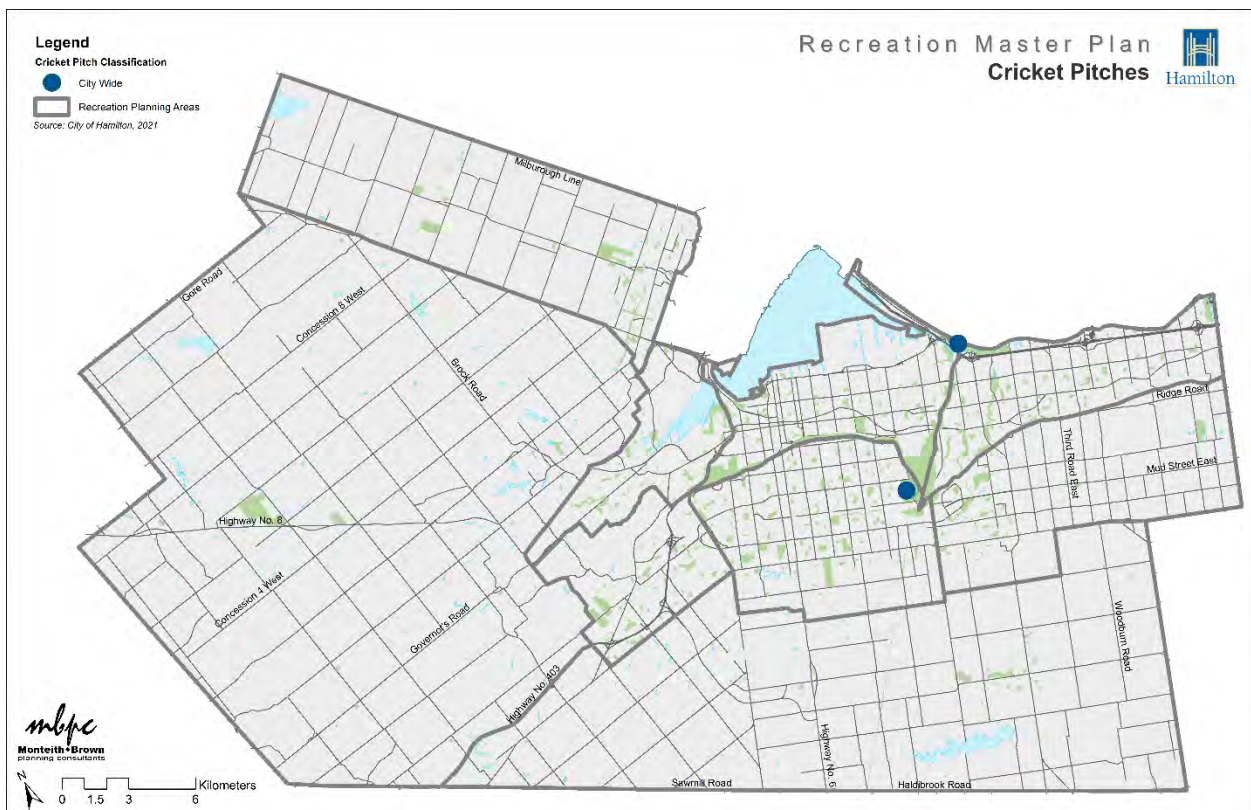 Legend
Cricket Pitch Classification
City Wide
Recreation Planning Areas
Source: City of Hamilton, 2021
Recreation Master Plan
Cricket Pitches
Hamilton
Milburough Line
Gore Road
Concession 8 West
Brock Road
Ridge Road
Third Road East
Mud Street East
Highway No. 8
Concession 4 West
Governor's Road
Woodburn Road
Highway No. 403
Highway No. 6
Sawmill Road
Haldibrook Road
mbpc
Monteith Brown
planning consultants
N
Kilometers
0 1.5 3 6